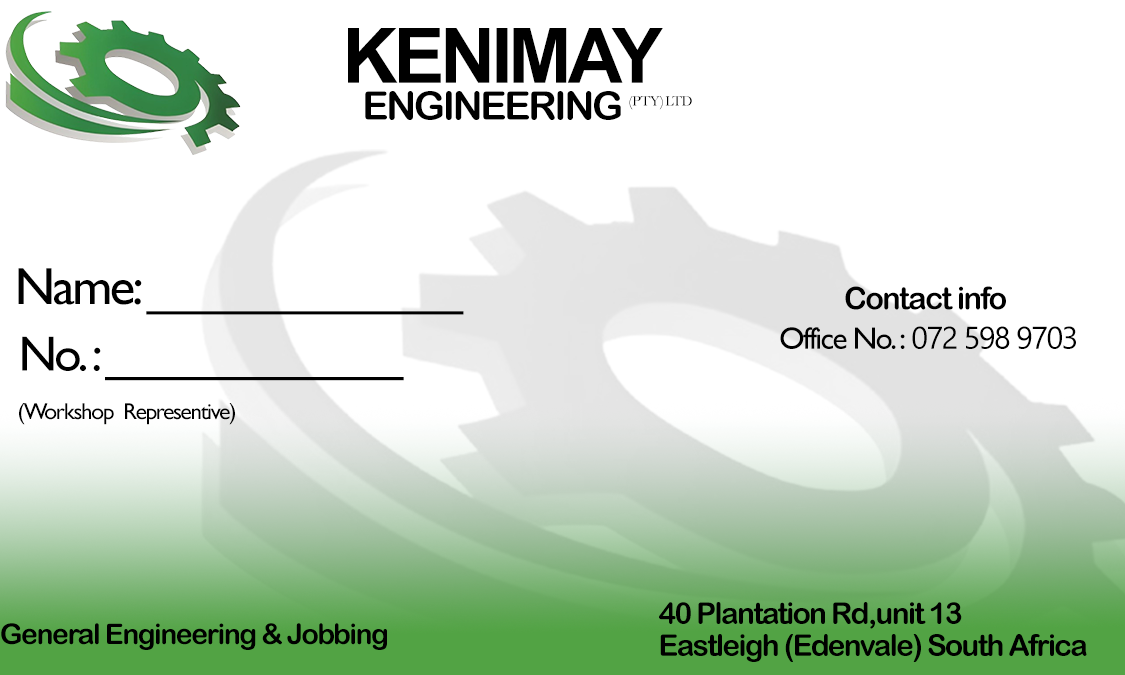 KENIMAY
ENGINEERING (PTY) LTD
Name:
No. :
(Workshop Representive)
Contact info
Office No. : 072 598 9703
General Engineering & Jobbing
40 Plantation Rd,unit 13
Eastleigh (Edenvale) South Africa